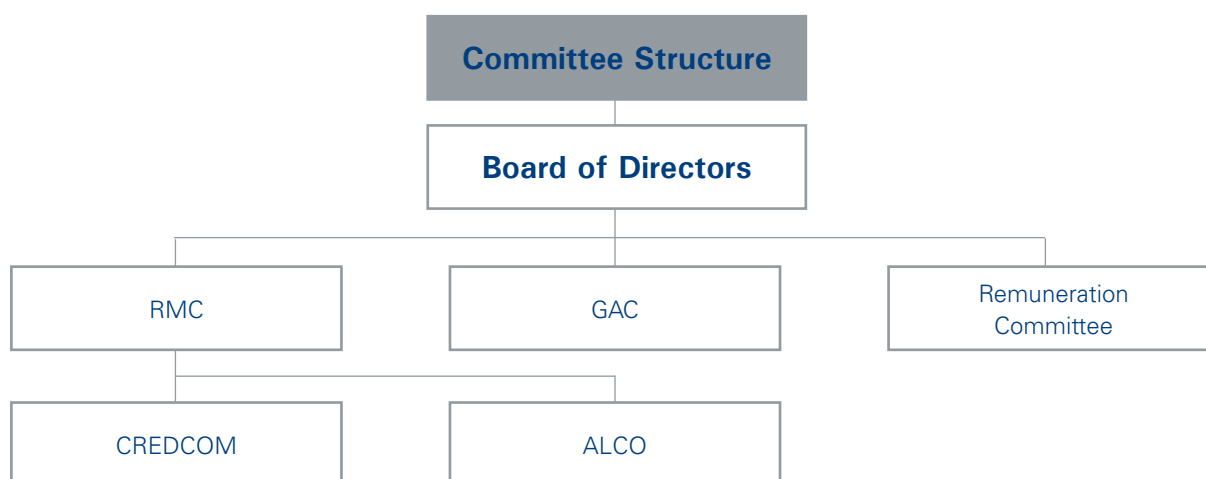 Committee Structure
Board of Directors
RMC
GAC
Remuneration
Committee
CREDCOM
ALCO